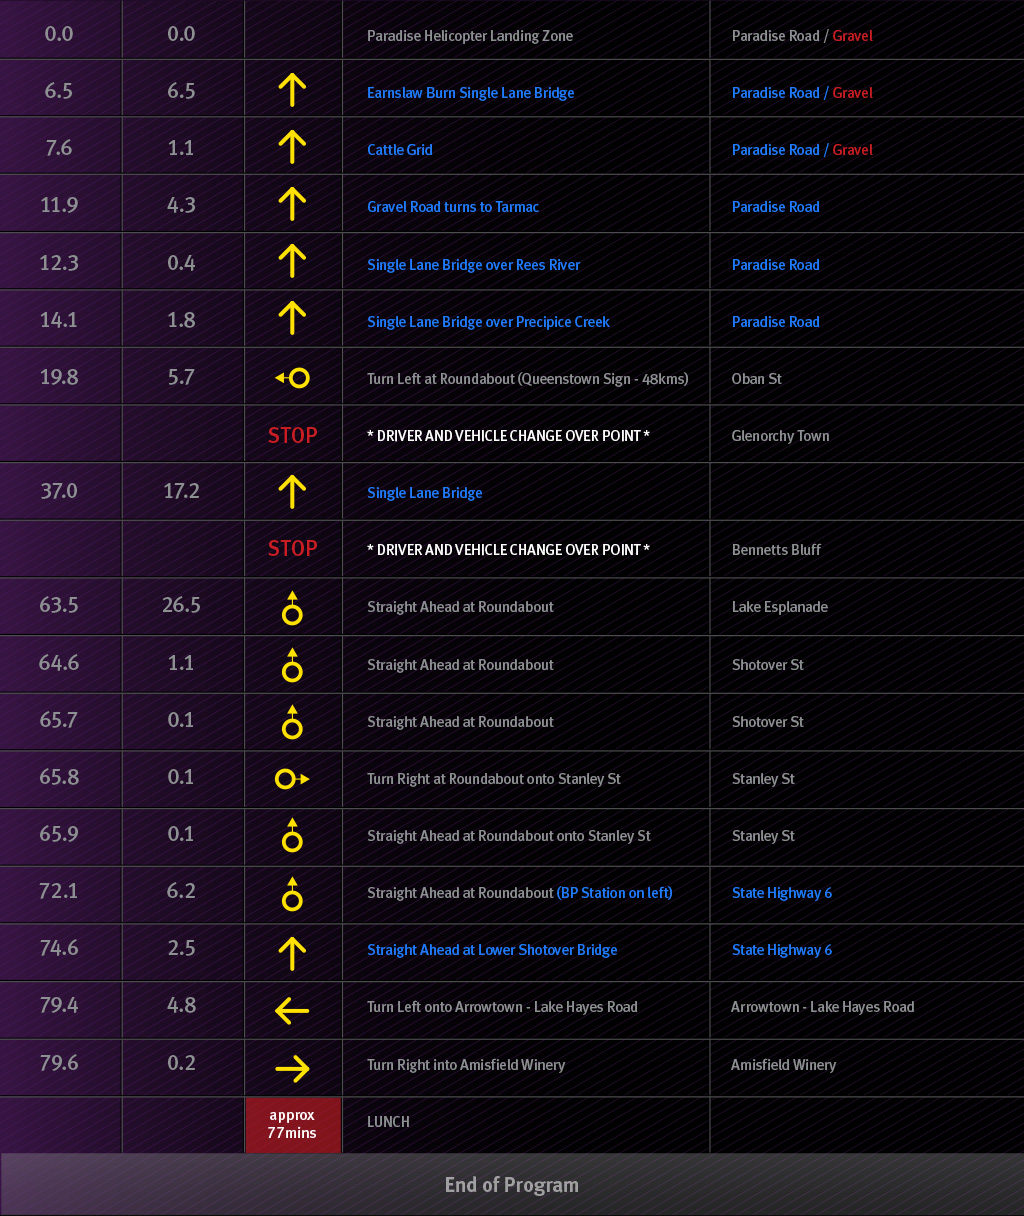 0.0 0.0 Paradise Helicopter Landing Zone Paradise Road / Gravel
6.5 6.5 Earnslaw Burn Single Lane Bridge Paradise Road / Gravel
7.6 1.1 Cattle Grid Paradise Road / Gravel
11.9 4.3 Gravel Road turns to Tarmac Paradise Road
12.3 0.4 Single Lane Bridge over Rees River Paradise Road
14.1 1.8 Single Lane Bridge over Precipice Creek Paradise Road
19.8 5.7 Turn Left at Roundabout (Queenstown Sign - 48kms) Oban St
STOP * DRIVER AND VEHICLE CHANGE OVER POINT * Glenorchy Town
37.0 17.2 Single Lane Bridge
STOP * DRIVER AND VEHICLE CHANGE OVER POINT * Bennetts Bluff
63.5 26.5 Straight Ahead at Roundabout Lake Esplanade
64.6 1.1 Straight Ahead at Roundabout Shotover St
65.7 0.1 Straight Ahead at Roundabout Shotover St
65.8 0.1 Turn Right at Roundabout onto Stanley St Stanley St
65.9 0.1 Straight Ahead at Roundabout onto Stanley St Stanley St
72.1 6.2 Straight Ahead at Roundabout (BP Station on left) State Highway 6
74.6 2.5 Straight Ahead at Lower Shotover Bridge State Highway 6
79.4 4.8 Turn Left onto Arrowtown - Lake Hayes Road Arrowtown - Lake Hayes Road
79.6 0.2 Turn Right into Amisfield Winery Amisfield Winery
approx
77mins LUNCH
End of Program